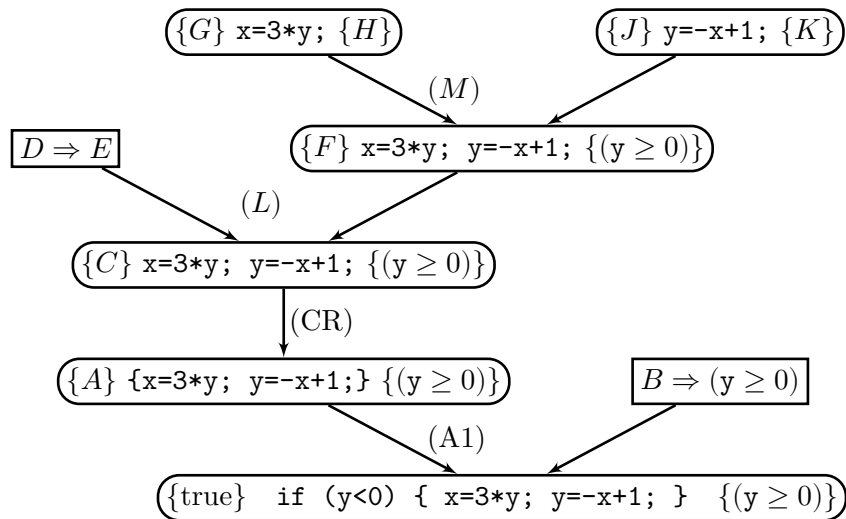 {G} x=3*y; {H} {J} y=-x+1; {K}
(M)
D ⇒ E {F} x=3*y; y=-x+1; {(y ≥ 0)}
(L)
{C} x=3*y; y=-x+1; {(y ≥ 0)}
(CR)
{A} {x=3*y; y=-x+1;} {(y ≥ 0)} B ⇒ (y ≥ 0)
(A1)
{true} if (y<0) { x=3*y; y=-x+1; } {(y ≥ 0)}